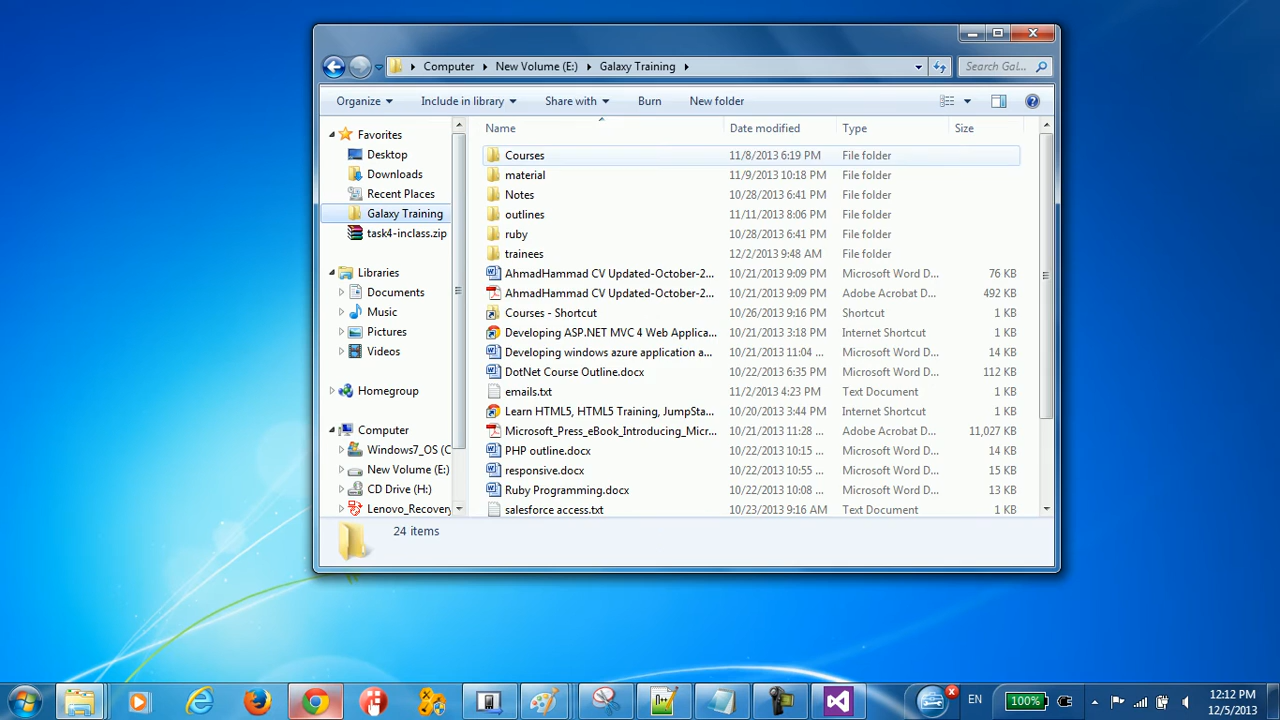 Computer New Volume (E:) Galaxy Training Search Gal...
Organize Include in library Share with Burn New folder
Name Date modified Type Size
Favorites
Desktop
Downloads
Recent Places
Galaxy Training
task4-inclass.zip
Libraries
Documents
Music
Pictures
Videos
Homegroup
Computer
Windows7_OS (C
New Volume (E:)
CD Drive (H:)
Lenovo_Recovery
Courses 11/8/2013 6:19 PM File folder
material 11/9/2013 10:18 PM File folder
Notes 10/28/2013 6:41 PM File folder
outlines 11/11/2013 8:06 PM File folder
ruby 10/28/2013 6:41 PM File folder
trainees 12/2/2013 9:48 AM File folder
AhmadHammad CV Updated-October-2... 10/21/2013 9:09 PM Microsoft Word D... 76 KB
AhmadHammad CV Updated-October-2... 10/21/2013 9:09 PM Adobe Acrobat D... 492 KB
Courses - Shortcut 10/26/2013 9:16 PM Shortcut 1 KB
Developing ASP.NET MVC 4 Web Applica... 10/21/2013 3:18 PM Internet Shortcut 1 KB
Developing windows azure application a... 10/21/2013 11:04 ... Microsoft Word D... 14 KB
DotNet Course Outline.docx 10/22/2013 6:35 PM Microsoft Word D... 112 KB
emails.txt 11/2/2013 4:23 PM Text Document 1 KB
Learn HTML5, HTML5 Training, JumpSta... 10/20/2013 3:44 PM Internet Shortcut 1 KB
Microsoft_Press_eBook_Introducing_Micr... 10/21/2013 11:28 ... Adobe Acrobat D... 11,027 KB
PHP outline.docx 10/22/2013 10:15 ... Microsoft Word D... 14 KB
responsive.docx 10/22/2013 10:55 ... Microsoft Word D... 15 KB
Ruby Programming.docx 10/22/2013 10:08 ... Microsoft Word D... 13 KB
salesforce access.txt 10/23/2013 9:16 AM Text Document 1 KB
24 items
EN 100% 12:12 PM
12/5/2013